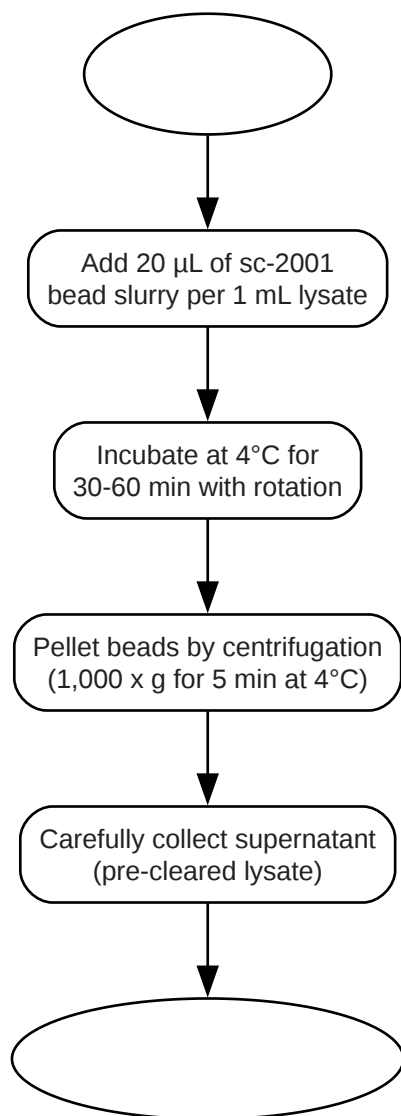 Add 20 µL of sc-2001
bead slurry per 1 mL lysate
Incubate at 4°C for
30-60 min with rotation
Pellet beads by centrifugation
(1,000 x g for 5 min at 4°C)
Carefully collect supernatant
(pre-cleared lysate)